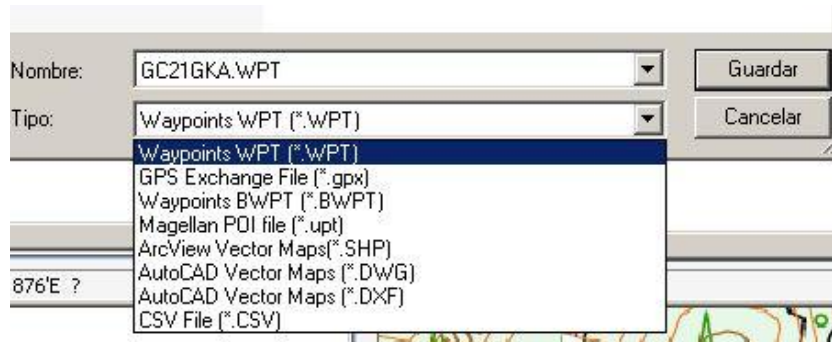 Nombre: GC21GKA.WPT Guardar
Tipo: Waypoints WPT (*.WPT) Cancelar
Waypoints WPT (*.WPT)
GPS Exchange File (*.gpx)
Waypoints BWPT (*.BWPT)
Magellan POI file (*.upt)
ArcView Vector Maps(*.SHP)
AutoCAD Vector Maps (*.DWG)
876'E ?
AutoCAD Vector Maps (*.DXF)
CSV File (*.CSV)